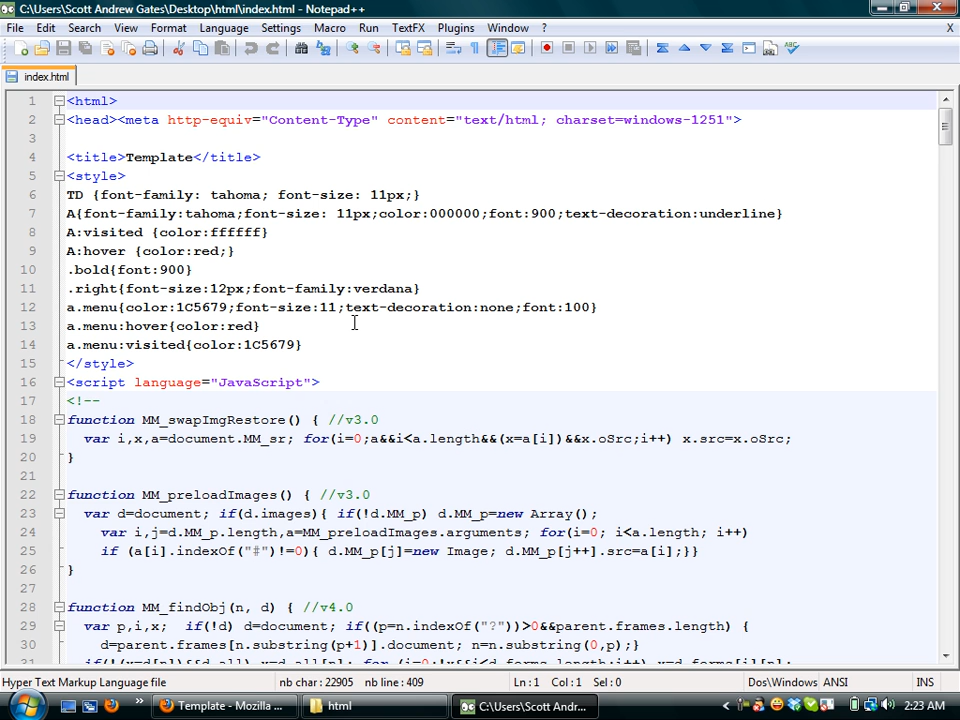 C:\Users\Scott Andrew Gates\Desktop\html\index.html - Notepad++
File Edit Search View Format Language Settings Macro Run TextFX Plugins Window ? X
index.html
1 <html>
2 <head><meta http-equiv="Content-Type" content="text/html; charset=windows-1251">
3
4 <title>Template</title>
5 <style>
6 TD {font-family: tahoma; font-size: 11px;}
7 A{font-family:tahoma;font-size: 11px;color:000000;font:900;text-decoration:underline}
8 A:visited {color:ffffff}
9 A:hover {color:red;}
10 .bold{font:900}
11 .right{font-size:12px;font-family:verdana}
12 a.menu{color:1C5679;font-size:11;text-decoration:none;font:100}
13 a.menu:hover{color:red}
14 a.menu:visited{color:1C5679}
15 </style>
16 <script language="JavaScript">
17 <!--
18 function MM_swapImgRestore() { //v3.0
19 var i,x,a=document.MM_sr; for(i=0;a&&i<a.length&&(x=a[i])&&x.oSrc;i++) x.src=x.oSrc;
20 }
21
22 function MM_preloadImages() { //v3.0
23 var d=document; if(d.images){ if(!d.MM_p) d.MM_p=new Array();
24 var i,j=d.MM_p.length,a=MM_preloadImages.arguments; for(i=0; i<a.length; i++)
25 if (a[i].indexOf("#")!=0){ d.MM_p[j]=new Image; d.MM_p[j++].src=a[i];}}
26 }
27
28 function MM_findObj(n, d) { //v4.0
29 var p,i,x; if(!d) d=document; if((p=n.indexOf("?"))>0&&parent.frames.length) {
30 d=parent.frames[n.substring(p+1)].document; n=n.substring(0,p);}
31 if(!(x=d[n])&&d.all) x=d.all[n]; for (i=0;!x&&i<d.forms.length;i++) x=d.forms[i][n];
Hyper Text Markup Language file nb char : 22905 nb line : 409 Ln : 1 Col : 1 Sel : 0 Dos\Windows ANSI INS
Template - Mozilla ... html C:\Users\Scott Andr... 2:23 AM